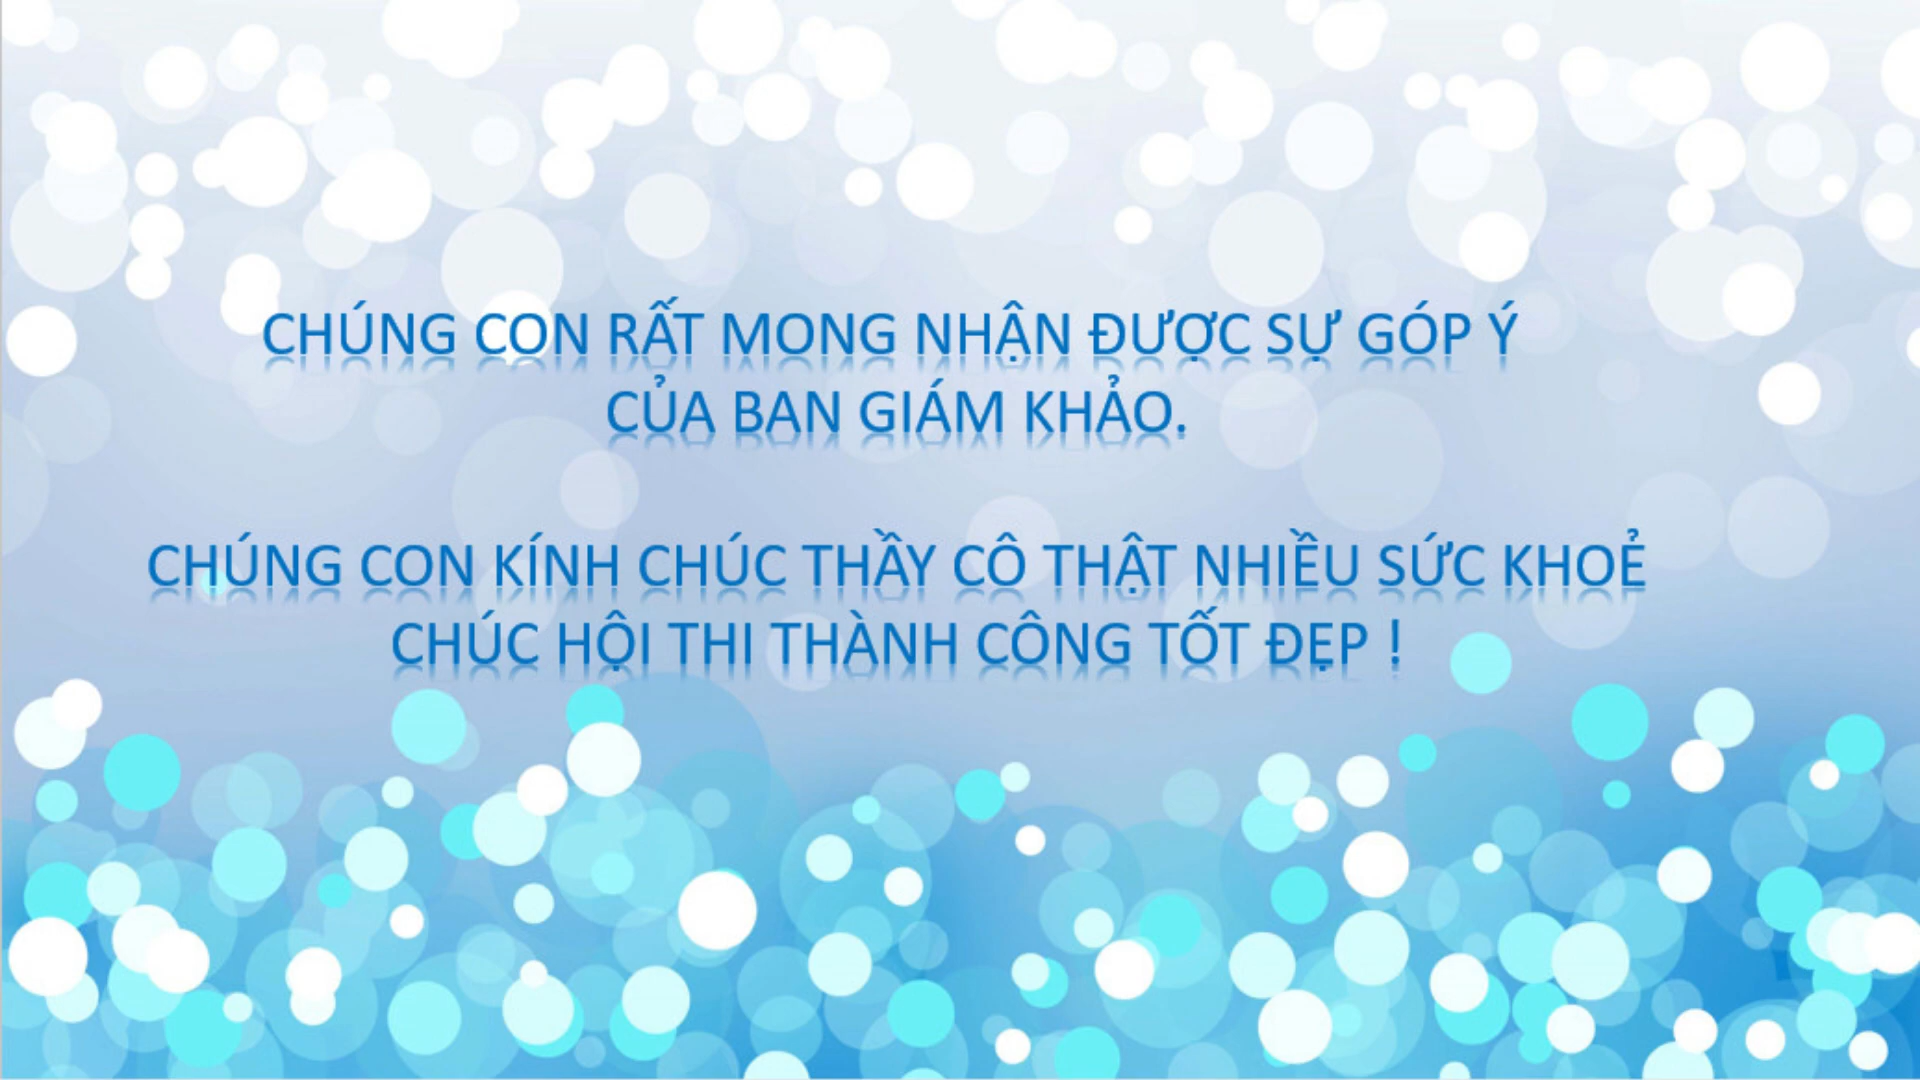 CHÚNG CON RẤT MONG NHẬN ĐƯỢC SỰ GÓP Ý
CỦA BAN GIÁM KHẢO.
CHÚNG CON KÍNH CHÚC THẦY CÔ THẬT NHIỀU SỨC KHOẺ
CHÚC HỘI THI THÀNH CÔNG TỐT ĐẸP !